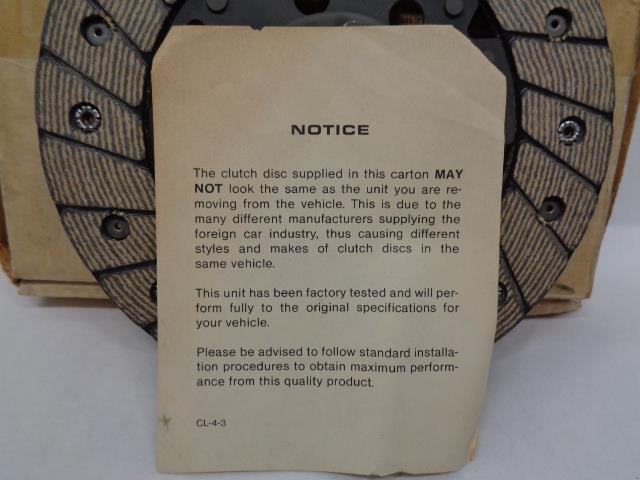 NOTICE
The clutch disc supplied in this carton MAY
NOT look the same as the unit you are re-
moving from the vehicle. This is due to the
many different manufacturers supplying the
foreign car industry, thus causing different
styles and makes of clutch discs in the
same vehicle.
This unit has been factory tested and will per-
form fully to the original specifications for
your vehicle.
Please be advised to follow standard installa-
tion procedures to obtain maximum perform-
ance from this quality product.
CL-4-3